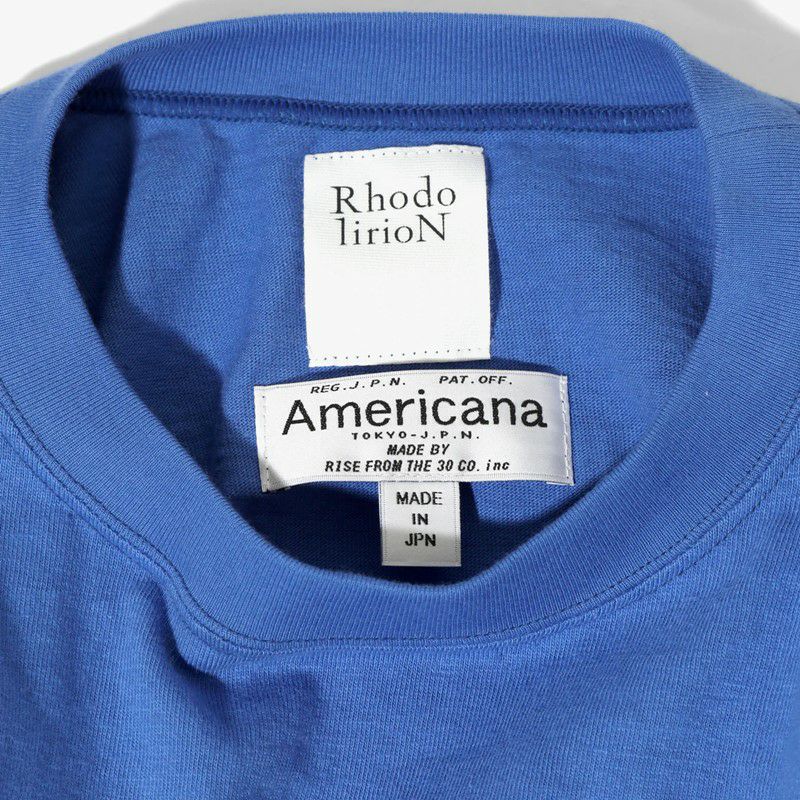 Rhodo
lirioN
REG.J.P.N. PAT.OFF.
Americana
TOKYO-J.P.N.
MADE BY
RISE FROM THE 30 CO. inc
MADE
IN
JPN